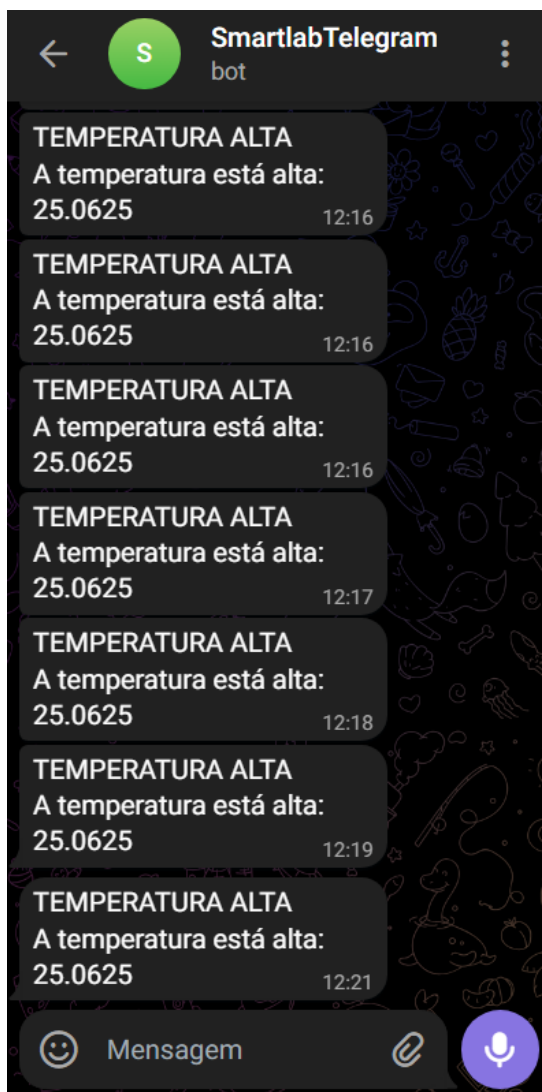 S
SmartlabTelegram
bot
TEMPERATURA ALTA
A temperatura está alta:
25.0625
12:16
TEMPERATURA ALTA
A temperatura está alta:
25.0625
12:16
TEMPERATURA ALTA
A temperatura está alta:
25.0625
12:16
TEMPERATURA ALTA
A temperatura está alta:
25.0625
12:17
TEMPERATURA ALTA
A temperatura está alta:
25.0625
12:18
TEMPERATURA ALTA
A temperatura está alta:
25.0625
12:19
TEMPERATURA ALTA
A temperatura está alta:
25.0625
12:21
Mensagem